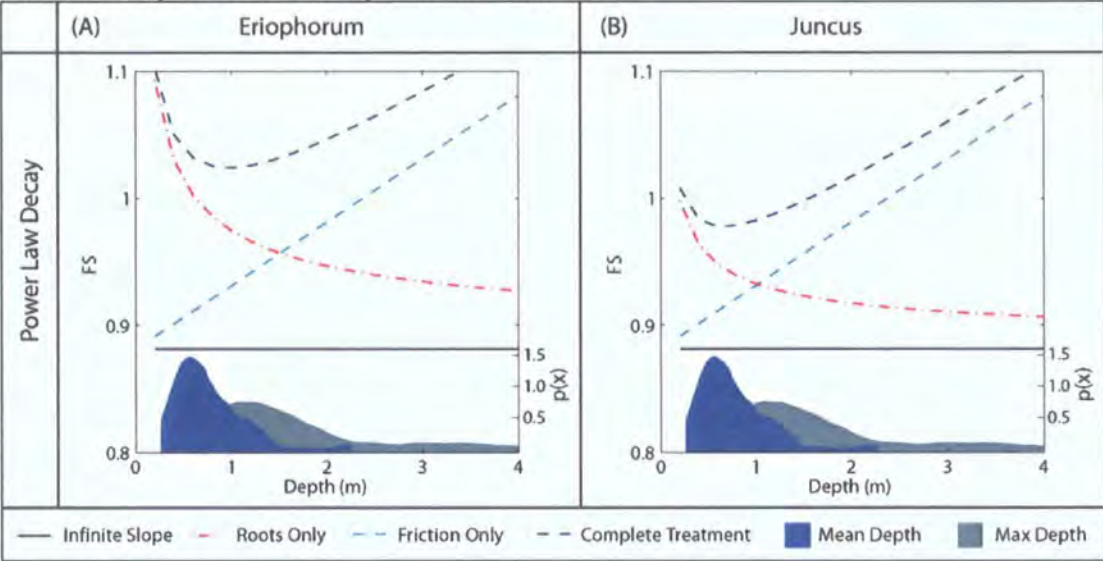 (A) Eriophorum
(B) Juncus
Power Law Decay
1.1
1
0.9
0.8
FS
1.5
1.0
0.5
p(x)
0 1 2 3 4
Depth (m)
1.1
1
0.9
0.8
FS
1.5
1.0
0.5
p(x)
0 1 2 3 4
Depth (m)
Infinite Slope Roots Only Friction Only Complete Treatment Mean Depth Max Depth